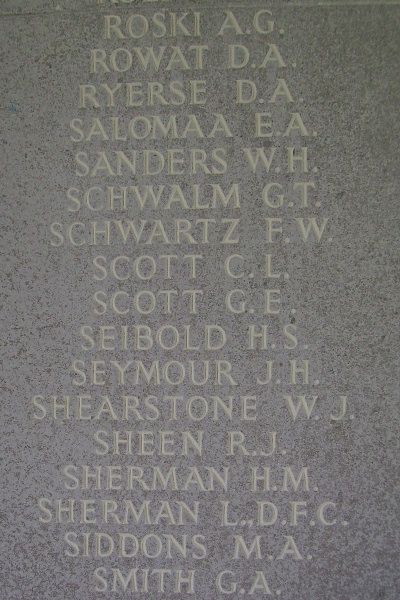 ROSKI A.G.
ROWAT D.A.
RYERSE D.A.
SALOMAA E.A.
SANDERS W.H.
SCHWALM G.T.
SCHWARTZ F.W.
SCOTT C.L.
SCOTT G.E.
SEIBOLD H.S.
SEYMOUR J.H.
SHEARSTONE W.J.
SHEEN R.J.
SHERMAN H.M.
SHERMAN L.,D.F.C.
SIDDONS M.A.
SMITH G.A.